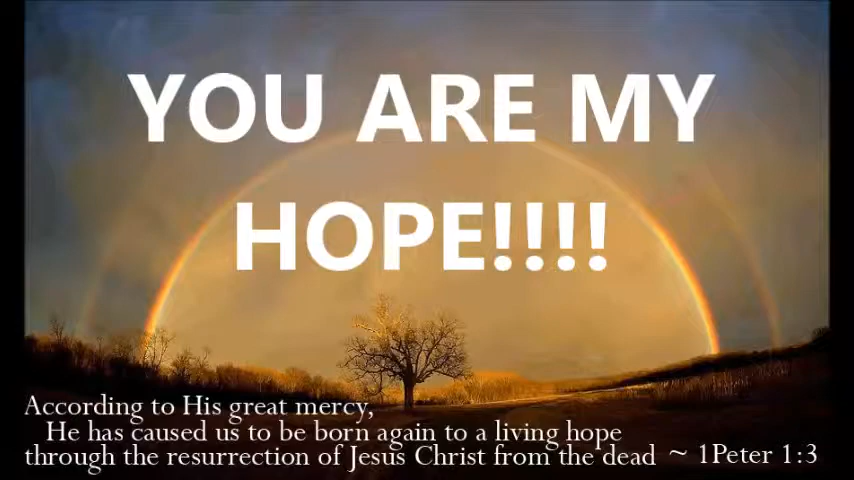 YOU ARE MY
HOPE!!!!
According to His great mercy,
He has caused us to be born again to a living hope
through the resurrection of Jesus Christ from the dead ~ 1Peter 1:3